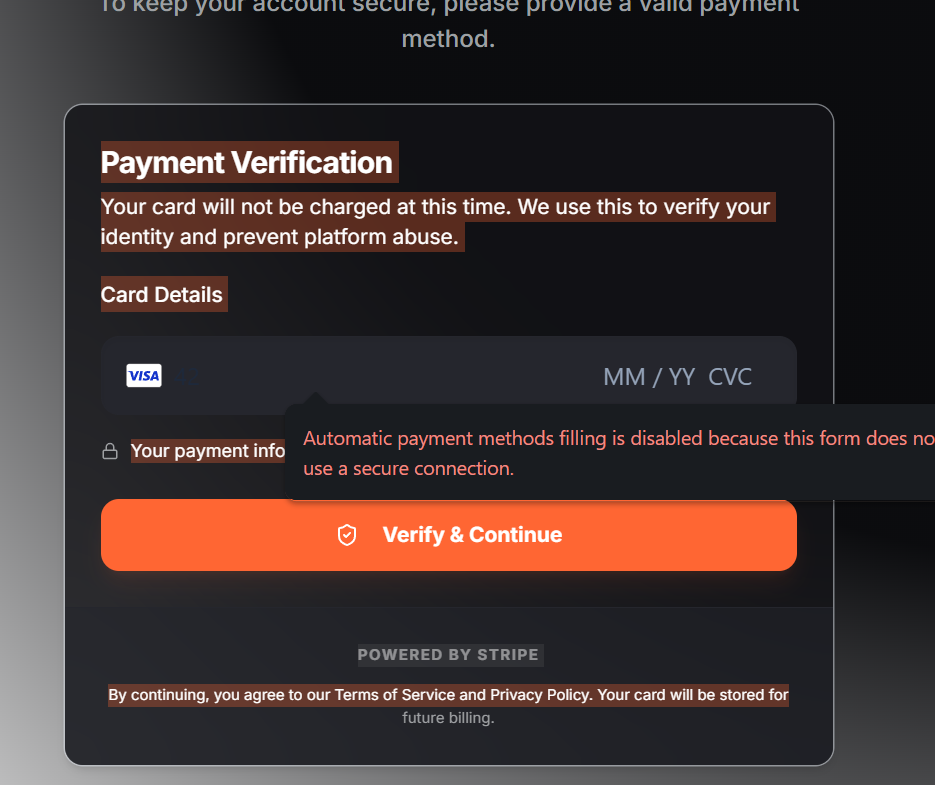 To keep your account secure, please provide a valid payment
method.
Payment Verification
Your card will not be charged at this time. We use this to verify your
identity and prevent platform abuse.
Card Details
VISA
MM / YY CVC
Automatic payment methods filling is disabled because this form does no
use a secure connection.
Your payment info
Verify & Continue
POWERED BY STRIPE
By continuing, you agree to our Terms of Service and Privacy Policy. Your card will be stored for
future billing.